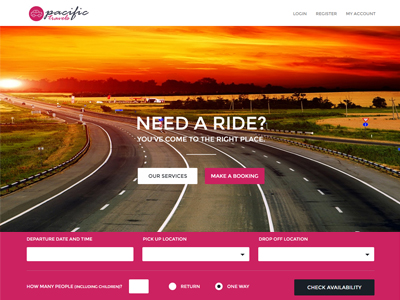 pacific
Travels
LOGIN REGISTER MY ACCOUNT
NEED A RIDE?
YOU'VE COME TO THE RIGHT PLACE.
OUR SERVICES MAKE A BOOKING
DEPARTURE DATE AND TIME PICK UP LOCATION DROP OFF LOCATION
HOW MANY PEOPLE (INCLUDING CHILDREN)? RETURN ONE WAY CHECK AVAILABILITY